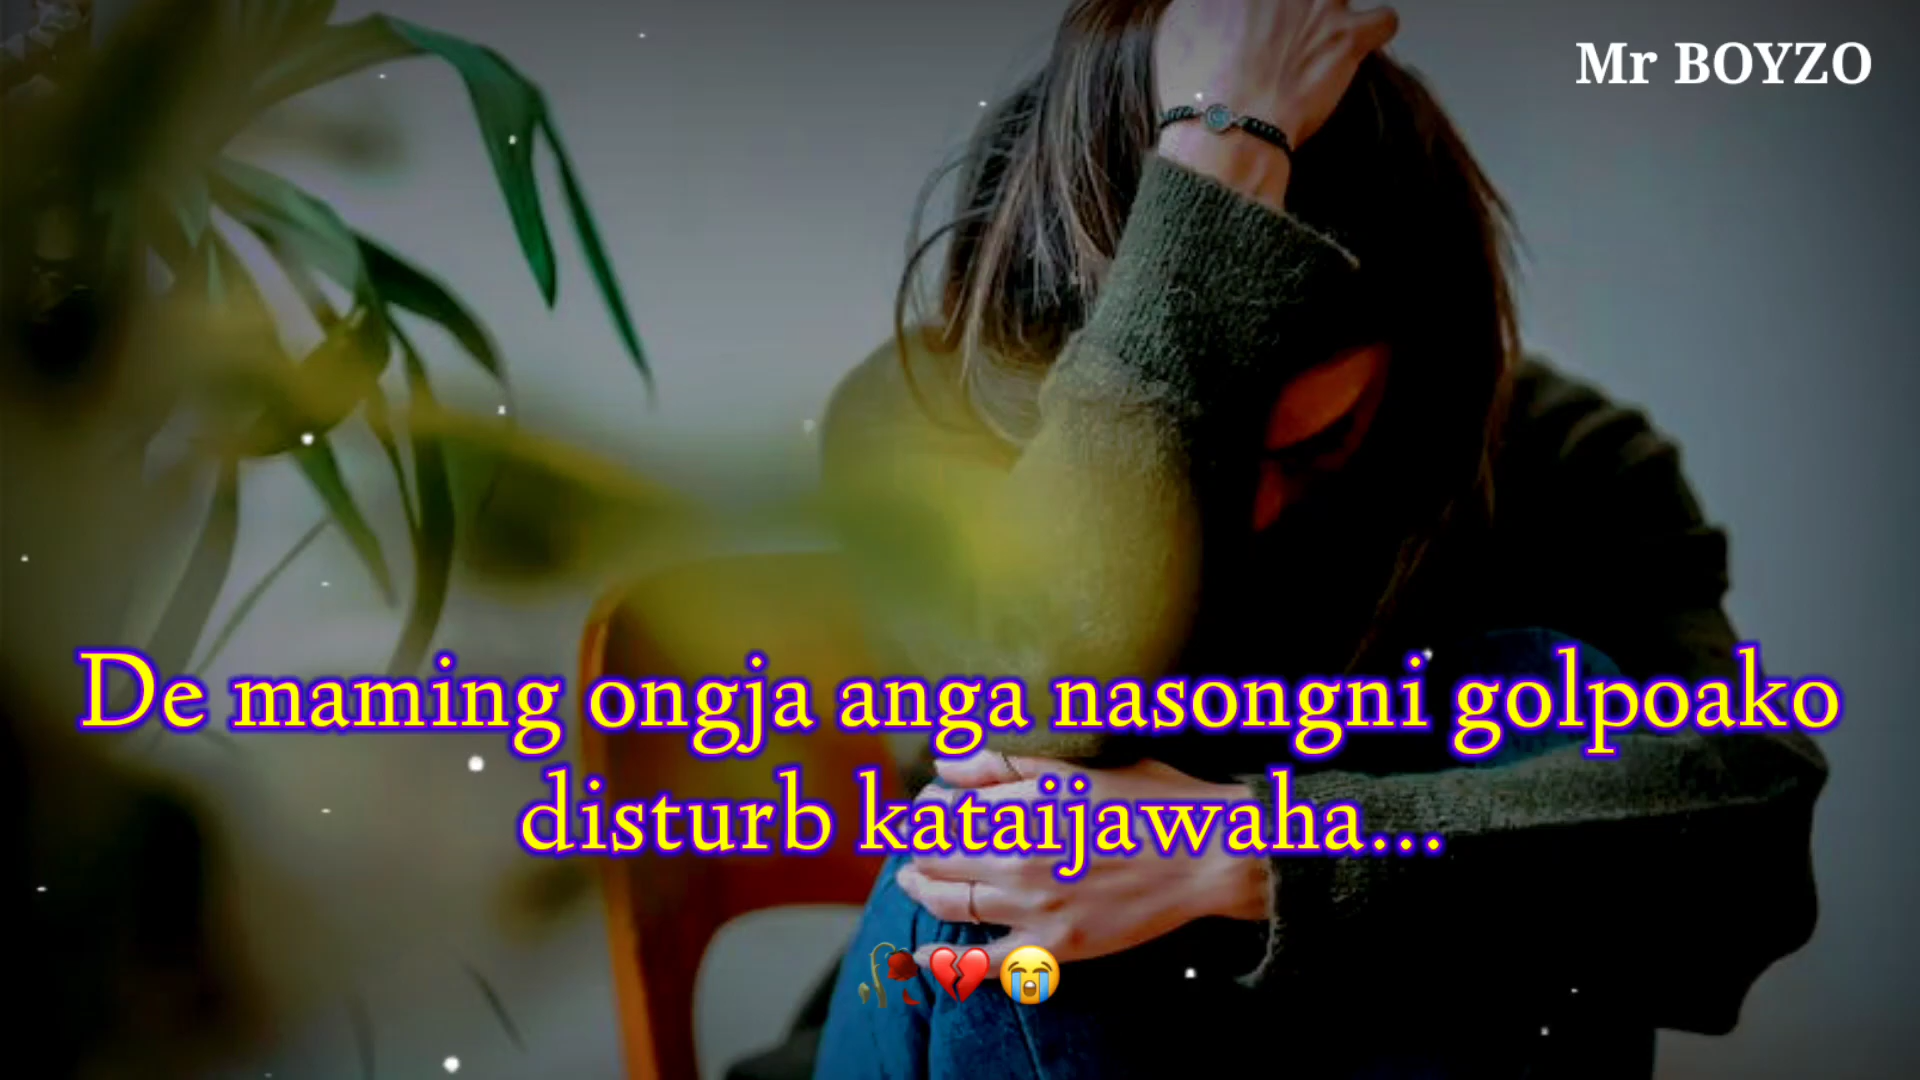 Mr BOYZO
De maming ongja anga nasongni golpoako
disturb kataijawaha...
🥀💔😭